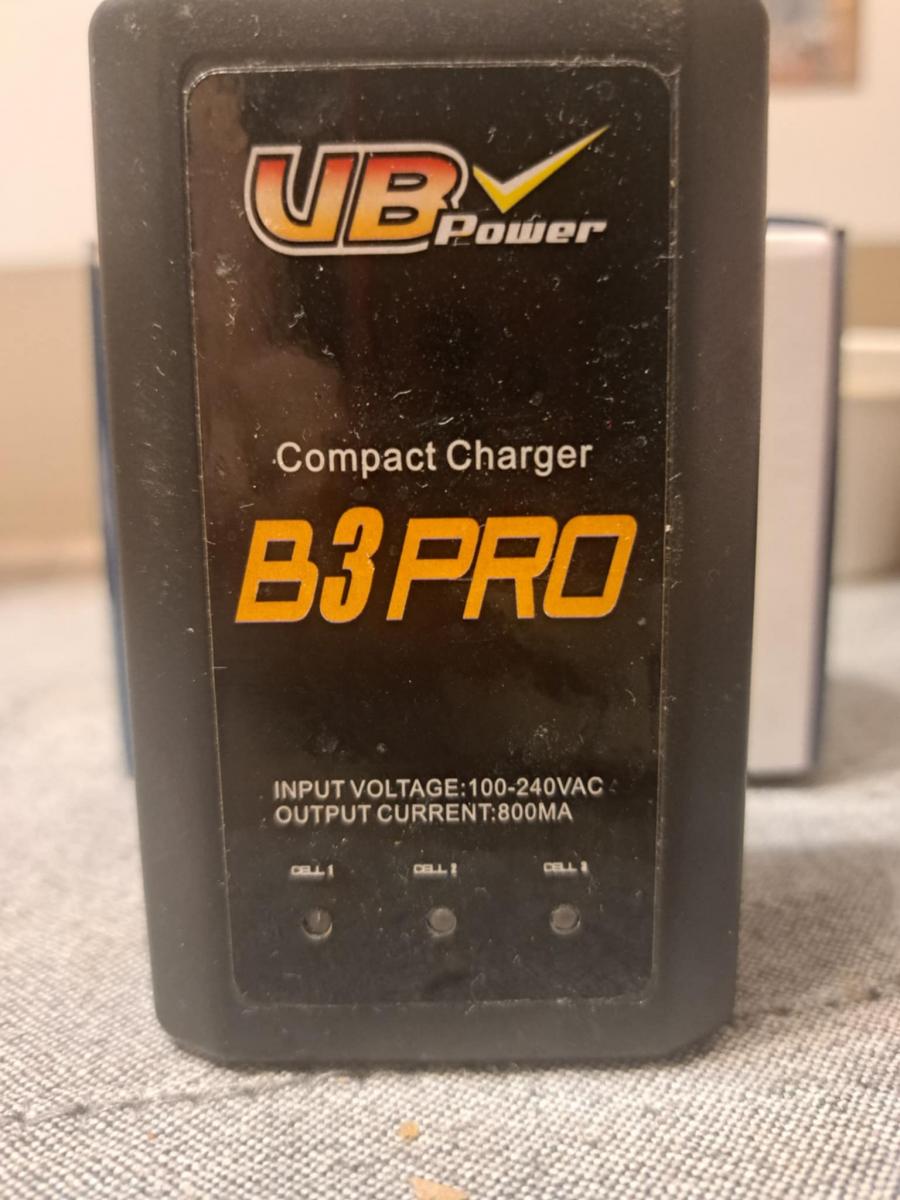 UB Power
Compact Charger
B3 PRO
INPUT VOLTAGE:100-240VAC
OUTPUT CURRENT:800MA
CELL 1 CELL 2 CELL 3